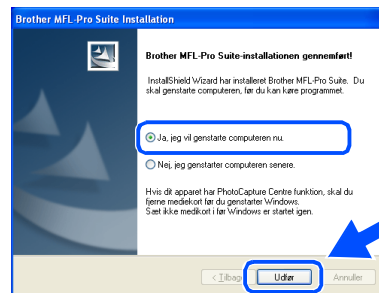 Brother MFL-Pro Suite Installation
Brother MFL-Pro Suite-installationen gennemført!
InstallShield Wizard har installeret Brother MFL-Pro Suite. Du
skal genstarte computeren, før du kan køre programmet.
Ja, jeg vil genstarte computeren nu.
Nej, jeg genstarter computeren senere.
Hvis dit apparat har PhotoCapture Centre funktion, skal du
fjerne mediekort før du genstarter Windows.
Sæt ikke medikort i før Windows er startet igen.
< Tilbage
Udfør
Annuller